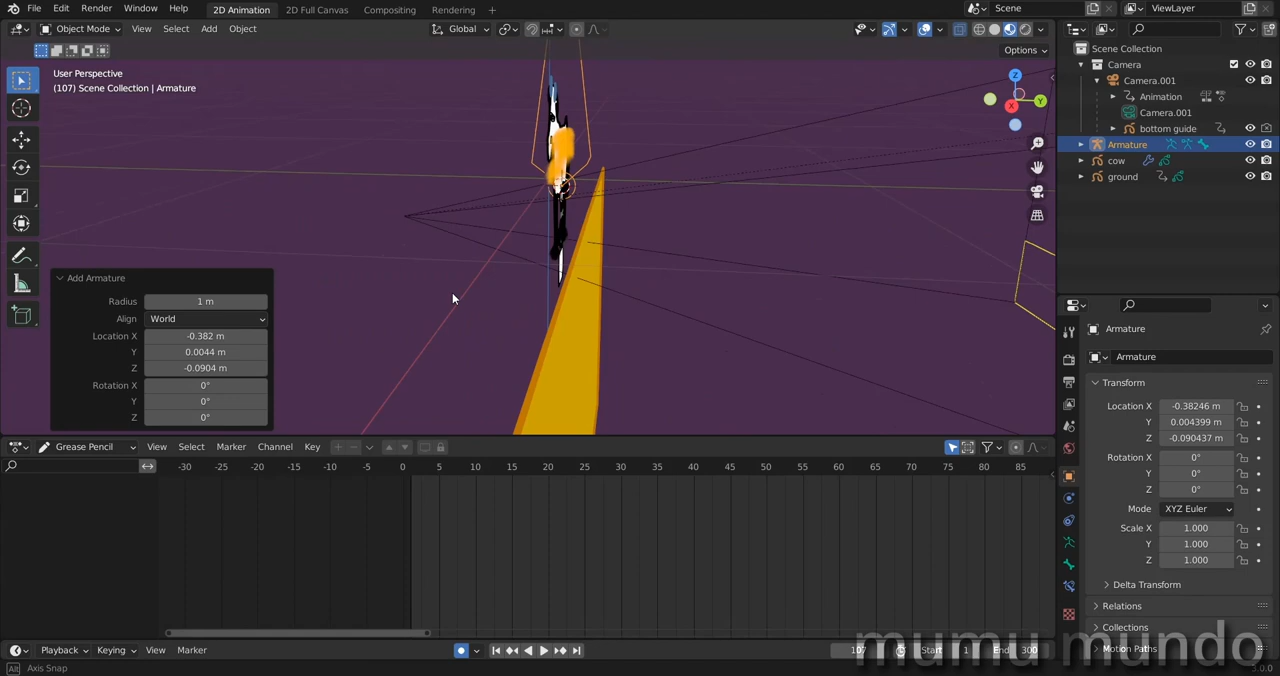 File Edit Render Window Help 2D Animation 2D Full Canvas Compositing Rendering + Scene ViewLayer
Object Mode View Select Add Object Global
Options
User Perspective
(107) Scene Collection | Armature
Z
Y
X
Add Armature
Radius 1 m
Align World
Location X -0.382 m
Y 0.0044 m
Z -0.0904 m
Rotation X 0°
Y 0°
Z 0°
Scene Collection
Camera
Camera.001
Animation
Camera.001
bottom guide
Armature
cow
ground
Armature
Armature
Transform
Location X -0.38246 m
Y 0.004399 m
Z -0.090437 m
Rotation X 0°
Y 0°
Z 0°
Mode XYZ Euler
Scale X 1.000
Y 1.000
Z 1.000
Delta Transform
Relations
Collections
Motion Paths
Grease Pencil View Select Marker Channel Key
-30 -25 -20 -15 -10 -5 0 5 10 15 20 25 30 35 40 45 50 55 60 65 70 75 80 85
Playback Keying View Marker 107 Start 1 End 300
Alt Axis Snap 3.0.0
mumu mundo